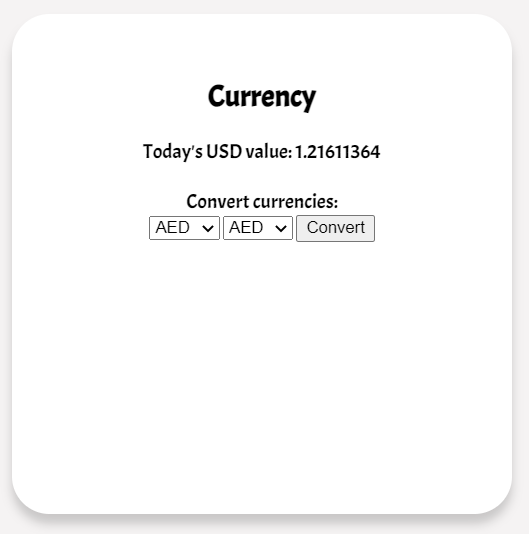 Currency
Today's USD value: 1.21611364
Convert currencies:
AED AED Convert